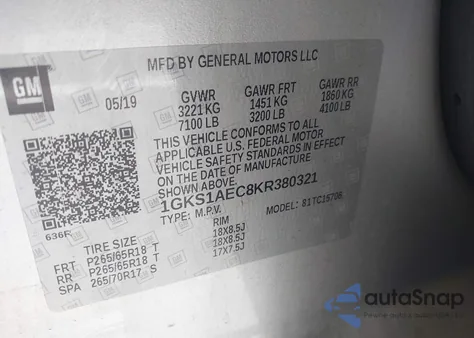 MFD BY GENERAL MOTORS LLC
GM
05/19
GVWR GAWR FRT GAWR RR
3221 KG 1451 KG 1860 KG
7100 LB 3200 LB 4100 LB
THIS VEHICLE CONFORMS TO ALL
APPLICABLE U.S. FEDERAL MOTOR
VEHICLE SAFETY STANDARDS IN EFFECT
ON THE DATE OF MANUFACTURE
1GKS1AEC8KR380321
TYPE: M.P.V. MODEL: 81TC15706
636F
TIRE SIZE RIM
FRT P265/65R18 T 18X8.5J
RR P265/65R18 T 18X8.5J
SPA 265/70R17 S 17X7.5J
autoSnap